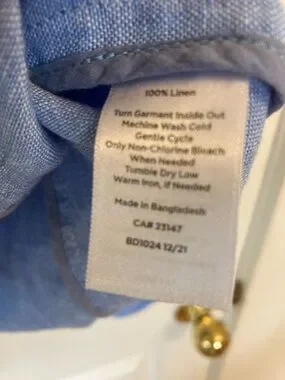 100% Linen
Turn Garment Inside Out
Machine Wash Cold
Gentle Cycle
Only Non-Chlorine Bleach
When Needed
Tumble Dry Low
Warm Iron, if Needed
Made in Bangladesh
CA# 23147
BD1024 12/21